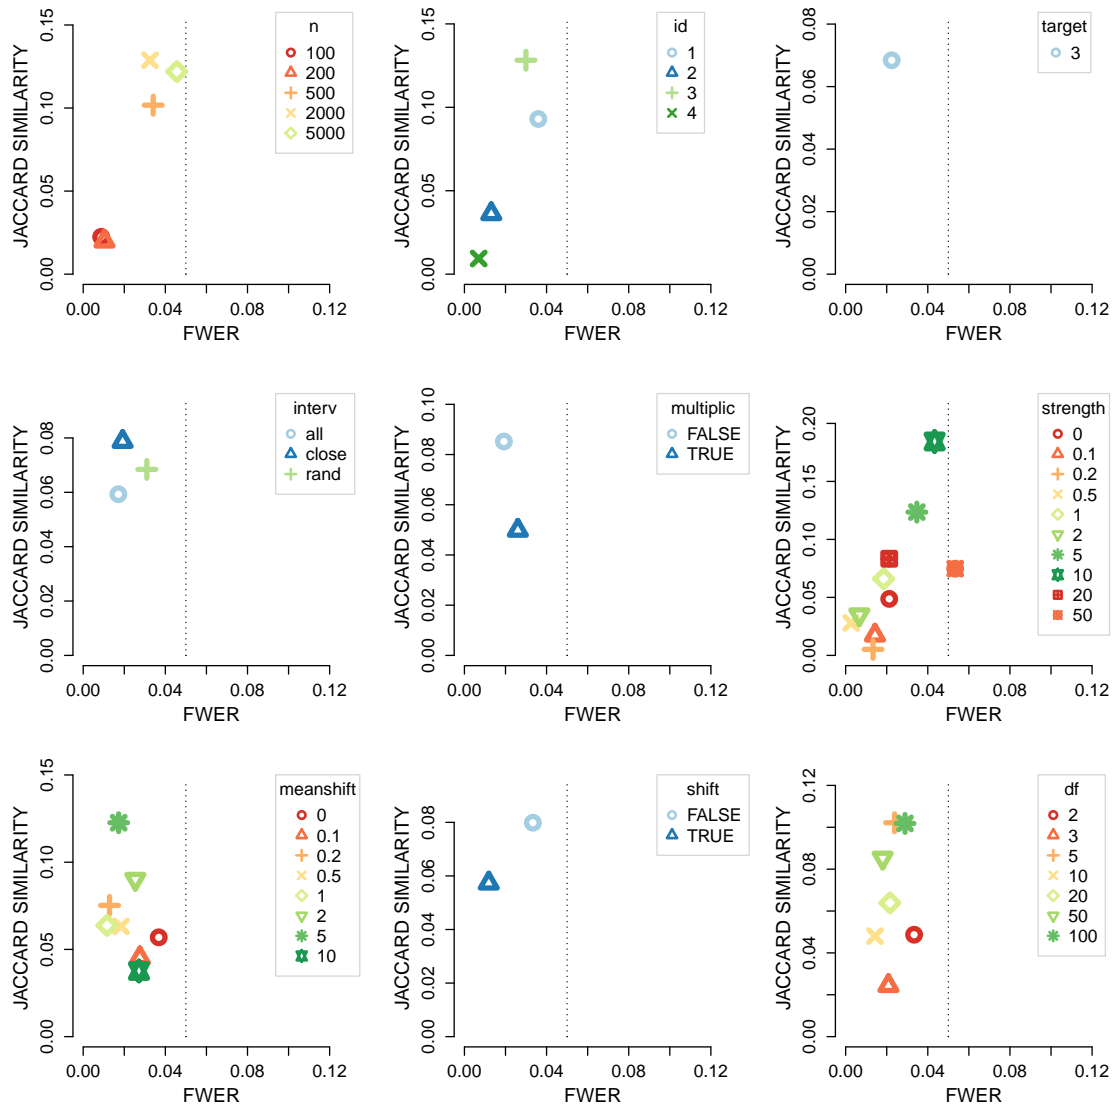 JACCARD SIMILARITY
0.00 0.05 0.10 0.15
n
100
200
500
2000
5000
0.00 0.04 0.08 0.12
FWER
JACCARD SIMILARITY
0.00 0.05 0.10 0.15
id
1
2
3
4
0.00 0.04 0.08 0.12
FWER
JACCARD SIMILARITY
0.00 0.02 0.04 0.06 0.08
target
3
0.00 0.04 0.08 0.12
FWER
JACCARD SIMILARITY
0.00 0.02 0.04 0.06 0.08
interv
all
close
rand
0.00 0.04 0.08 0.12
FWER
JACCARD SIMILARITY
0.00 0.02 0.04 0.06 0.08 0.10
multiplic
FALSE
TRUE
0.00 0.04 0.08 0.12
FWER
JACCARD SIMILARITY
0.00 0.05 0.10 0.15 0.20
strength
0
0.1
0.2
0.5
1
2
5
10
20
50
0.00 0.04 0.08 0.12
FWER
JACCARD SIMILARITY
0.00 0.05 0.10 0.15
meanshift
0
0.1
0.2
0.5
1
2
5
10
0.00 0.04 0.08 0.12
FWER
JACCARD SIMILARITY
0.00 0.02 0.04 0.06 0.08
shift
FALSE
TRUE
0.00 0.04 0.08 0.12
FWER
JACCARD SIMILARITY
0.00 0.04 0.08 0.12
df
2
3
5
10
20
50
100
0.00 0.04 0.08 0.12
FWER